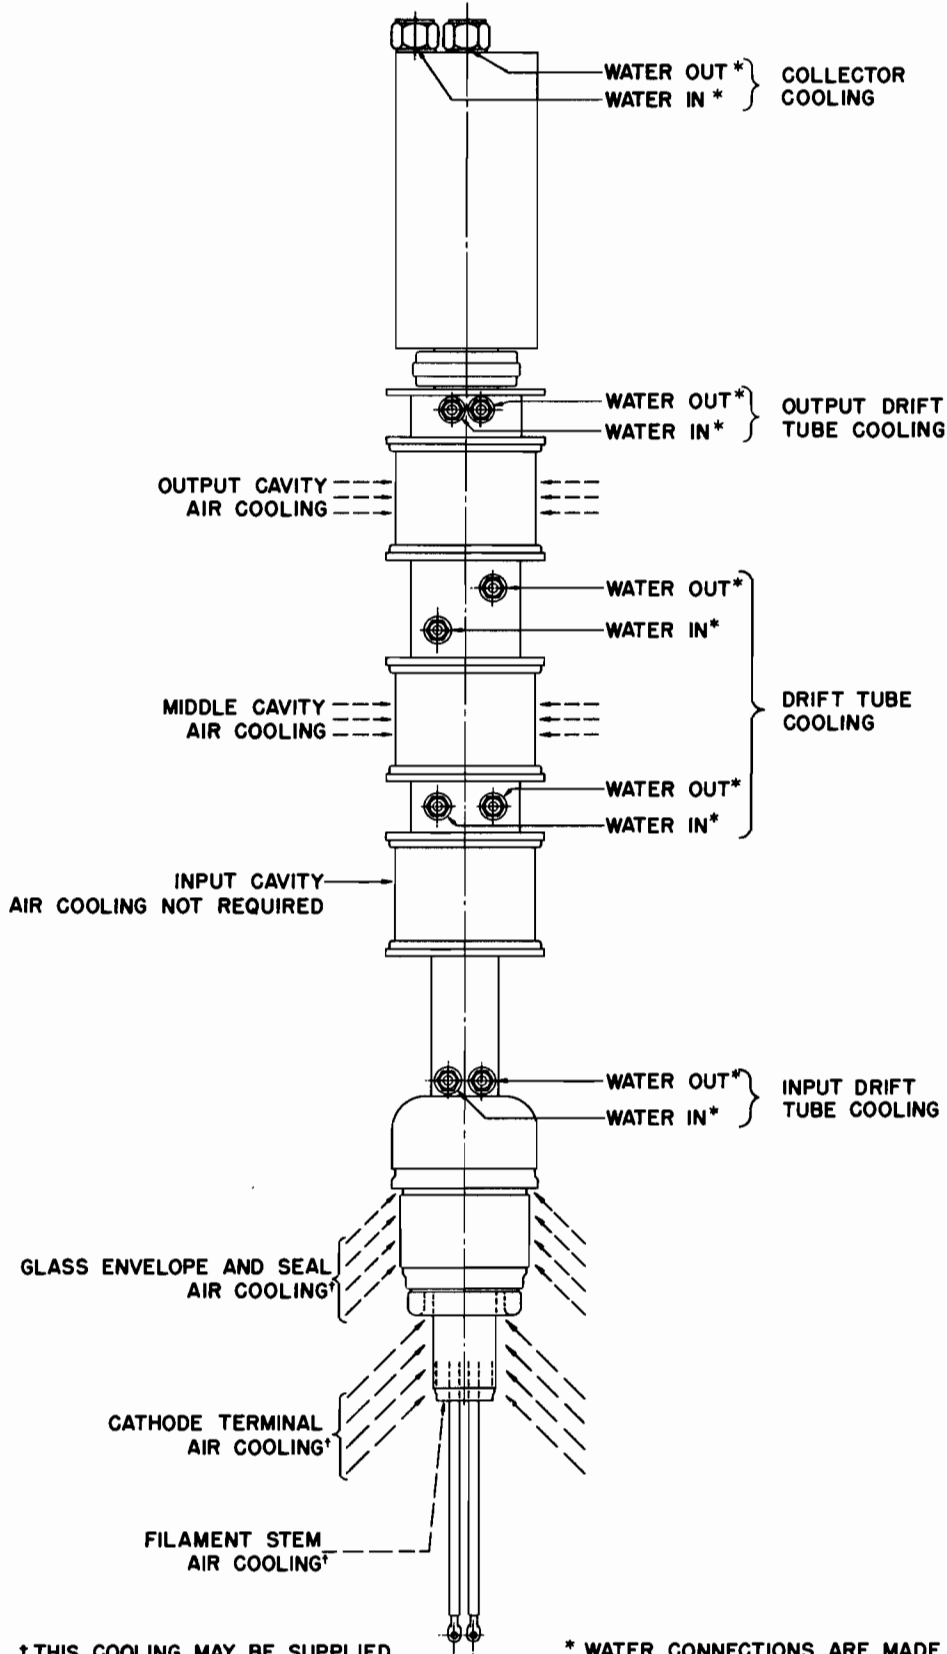 WATER OUT*
WATER IN*
COLLECTOR
COOLING
WATER OUT*
WATER IN*
OUTPUT DRIFT
TUBE COOLING
OUTPUT CAVITY
AIR COOLING
WATER OUT*
WATER IN*
MIDDLE CAVITY
AIR COOLING
DRIFT TUBE
COOLING
WATER OUT*
WATER IN*
INPUT CAVITY
AIR COOLING NOT REQUIRED
WATER OUT*
WATER IN*
INPUT DRIFT
TUBE COOLING
GLASS ENVELOPE AND SEAL
AIR COOLING†
CATHODE TERMINAL
AIR COOLING†
FILAMENT STEM
AIR COOLING†
† THIS COOLING MAY BE SUPPLIED
* WATER CONNECTIONS ARE MADE